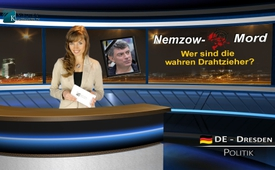 Nemzow- Mord
Wer sind die
wahren Drahtzieher?
DE - Dresden
Politik